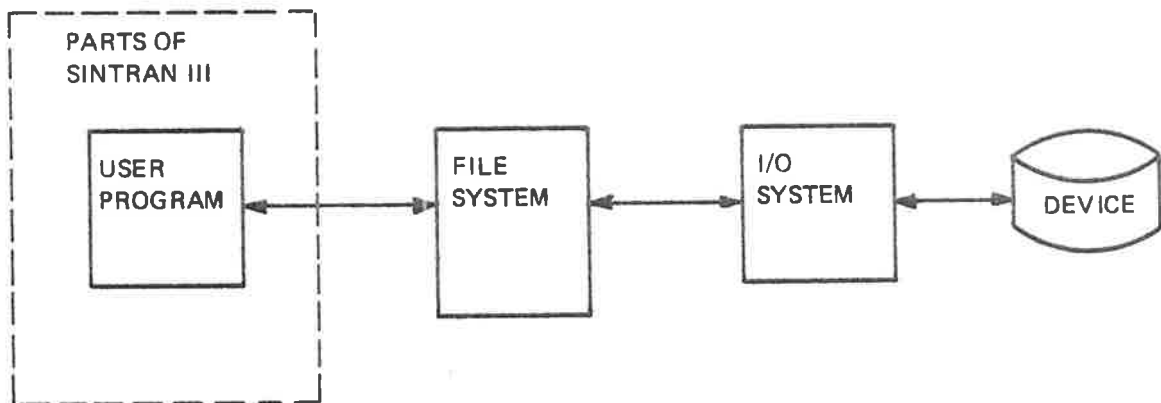 PARTS OF
SINTRAN III
USER
PROGRAM
FILE
SYSTEM
I/O
SYSTEM
DEVICE